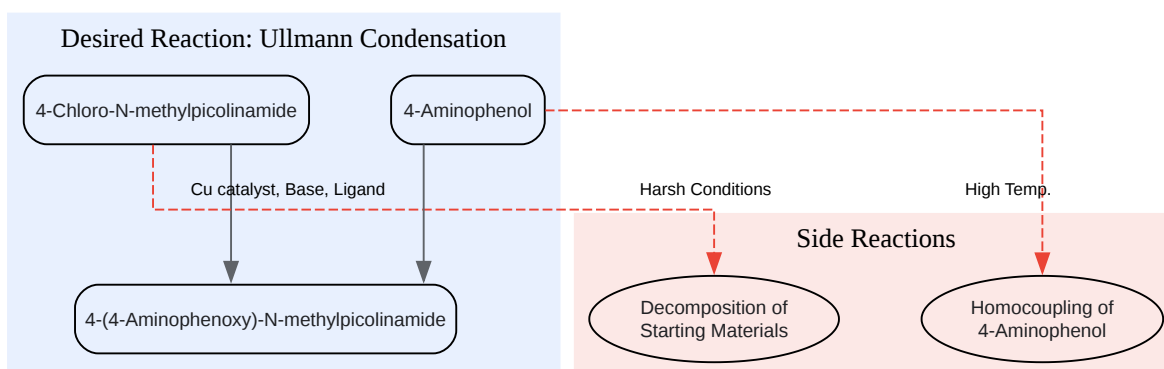 Desired Reaction: Ullmann Condensation
4-Chloro-N-methylpicolinamide
4-Aminophenol
Cu catalyst, Base, Ligand
Harsh Conditions
High Temp.
Side Reactions
4-(4-Aminophenoxy)-N-methylpicolinamide
Decomposition of
Starting Materials
Homocoupling of
4-Aminophenol